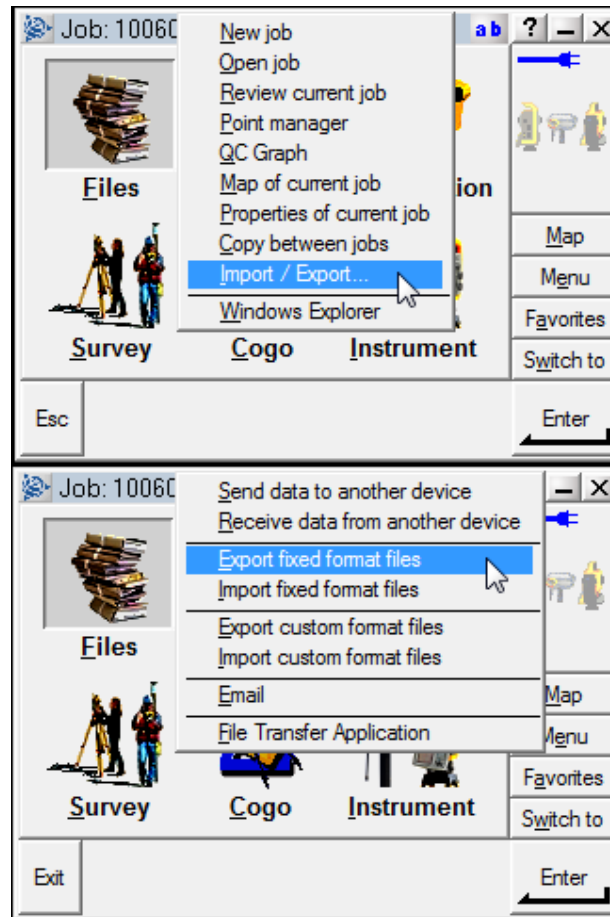 Job: 10060
ab ?
New job
Open job
Review current job
Point manager
QC Graph
Map of current job
Properties of current job
Copy between jobs
Import / Export...
Windows Explorer
Files
ion
Survey
Cogo
Instrument
Map
Menu
Favorites
Switch to
Esc
Enter
Job: 10060
Send data to another device
Receive data from another device
Export fixed format files
Import fixed format files
Export custom format files
Import custom format files
Email
File Transfer Application
Files
Survey
Cogo
Instrument
Map
Menu
Favorites
Switch to
Exit
Enter